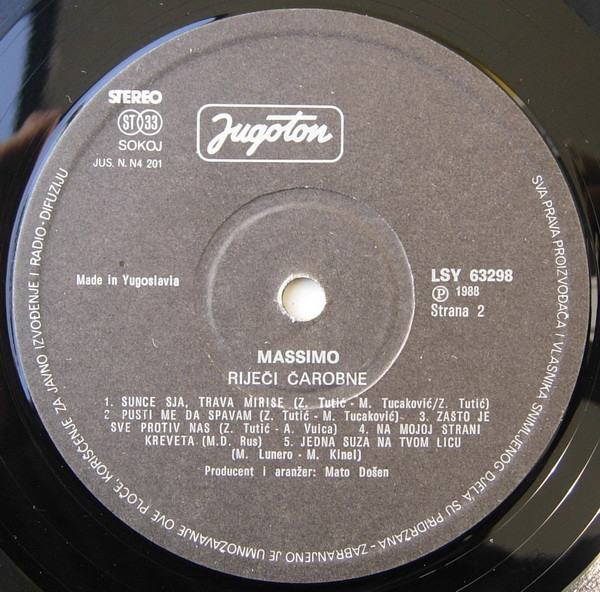 STEREO
ST 33
SOKOJ
JUS. N. N4 201
Jugoton
Made in Yugoslavia
LSY 63298
Ⓟ 1988
Strana 2
MASSIMO
RIJEČI ČAROBNE
1. SUNCE SJA, TRAVA MIRISE (Z. Tutić - M. Tucaković/Z. Tutić)
2 PUSTI ME DA SPAVAM (Z. Tutić - M. Tucaković) 3. ZAŠTO JE
SVE PROTIV NAS (Z. Tutić - A. Vuica) 4. NA MOJOJ STRANI
KREVETA (M.D. Rus) 5. JEDNA SUZA NA TVOM LICU
(M. Lunero - M. Kinel)
Producent i aranžer: Mato Došen
SVA PRAVA PROIZVOĐAČA I VLASNIKA SNIMLJENOG DJELA SU PRIDRŽANA - ZABRANJENO JE UMNOŽAVANJE OVE PLOČE, KORIŠĆENJE ZA JAVNO IZVOĐENJE I RADIO-DIFUZIJU